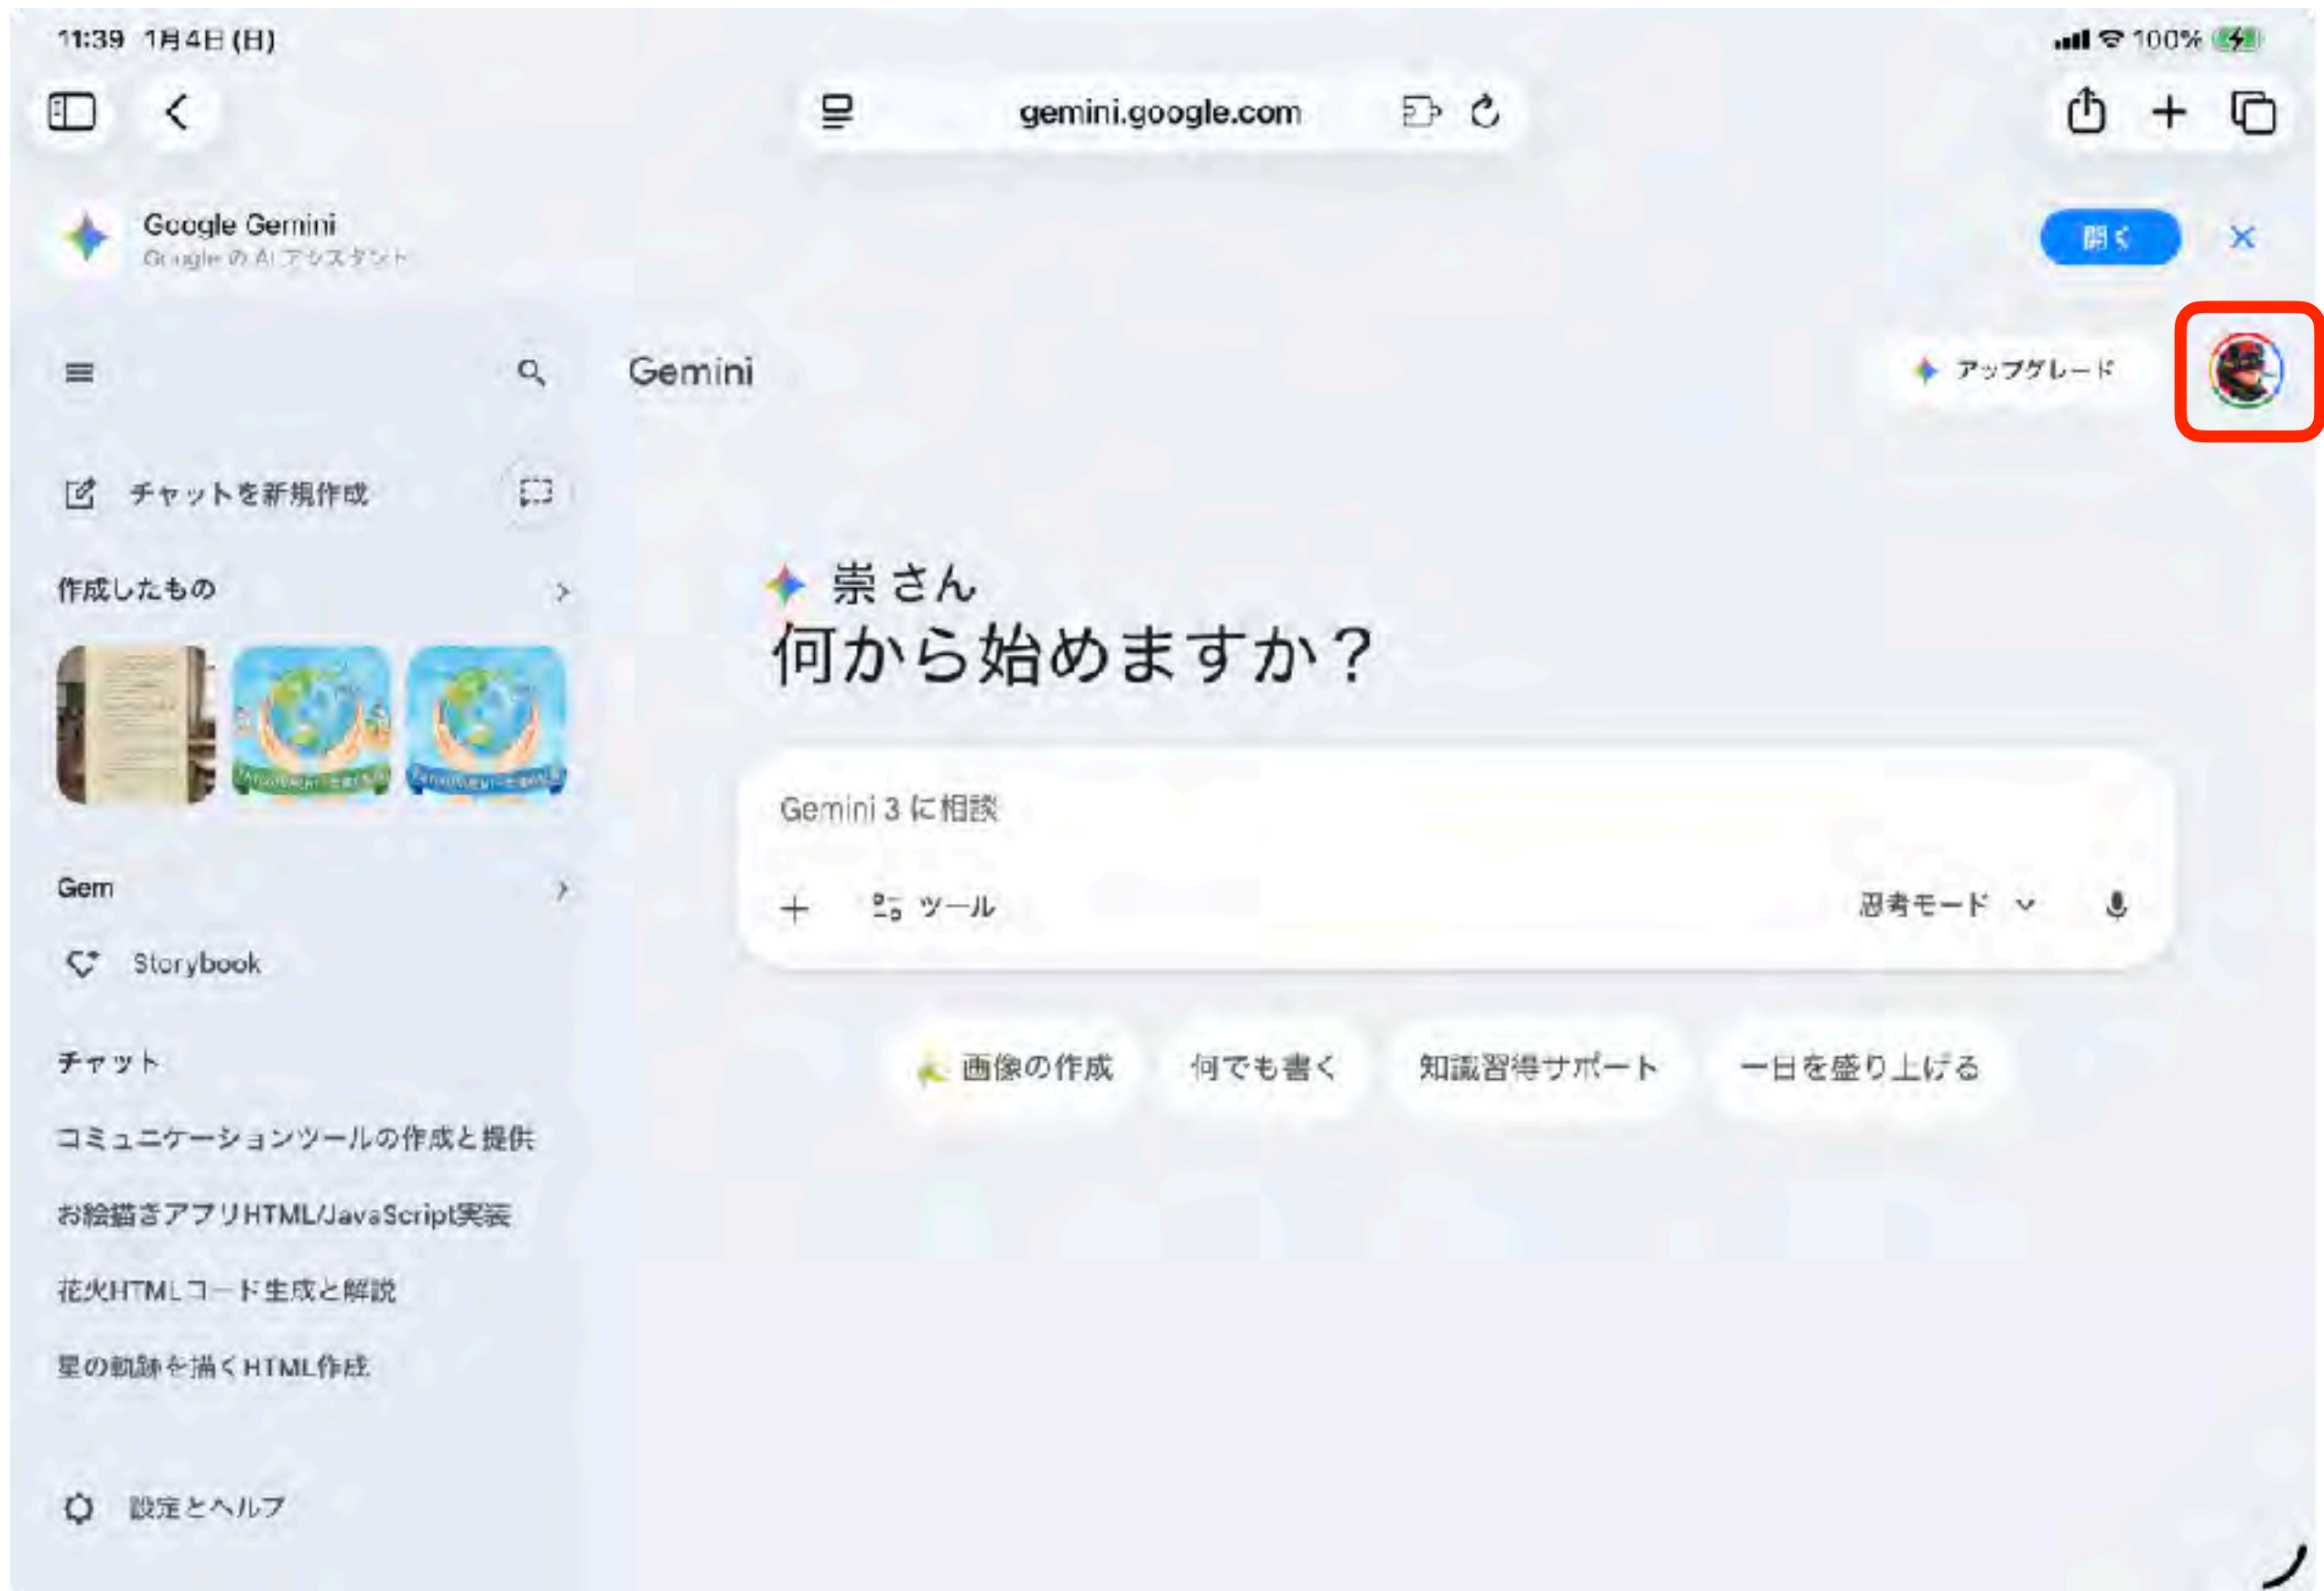 11:39 1月4日(日)
100%
gemini.google.com
Google Gemini
Google の AI アシスタント
開く
Gemini
アップグレード
チャットを新規作成
作成したもの
Gem
Storybook
チャット
コミュニケーションツールの作成と提供
お絵描きアプリHTML/JavaScript実装
花火HTMLコード生成と解説
星の軌跡を描くHTML作成
設定とヘルプ
崇さん
何から始めますか？
Gemini 3 に相談
ツール
思考モード
画像の作成
何でも書く
知識習得サポート
一日を盛り上げる